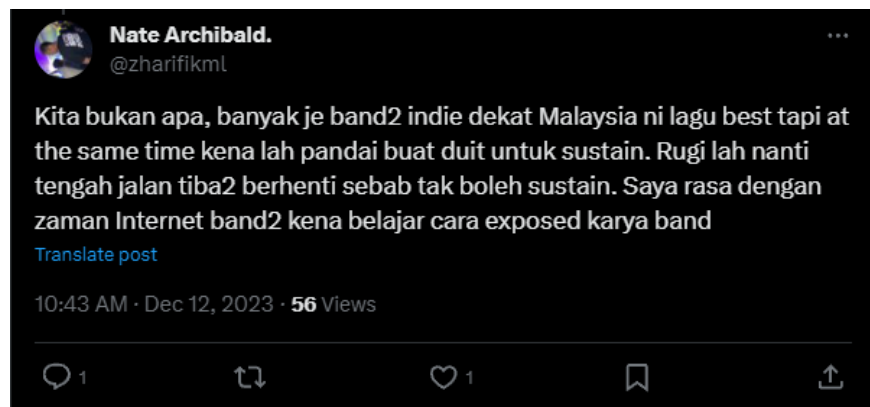 Nate Archibald.
@zharifikml
Kita bukan apa, banyak je band2 indie dekat Malaysia ni lagu best tapi at
the same time kena lah pandai buat duit untuk sustain. Rugi lah nanti
tengah jalan tiba2 berhenti sebab tak boleh sustain. Saya rasa dengan
zaman Internet band2 kena belajar cara exposed karya band
Translate post
10:43 AM · Dec 12, 2023 · 56 Views
1 1